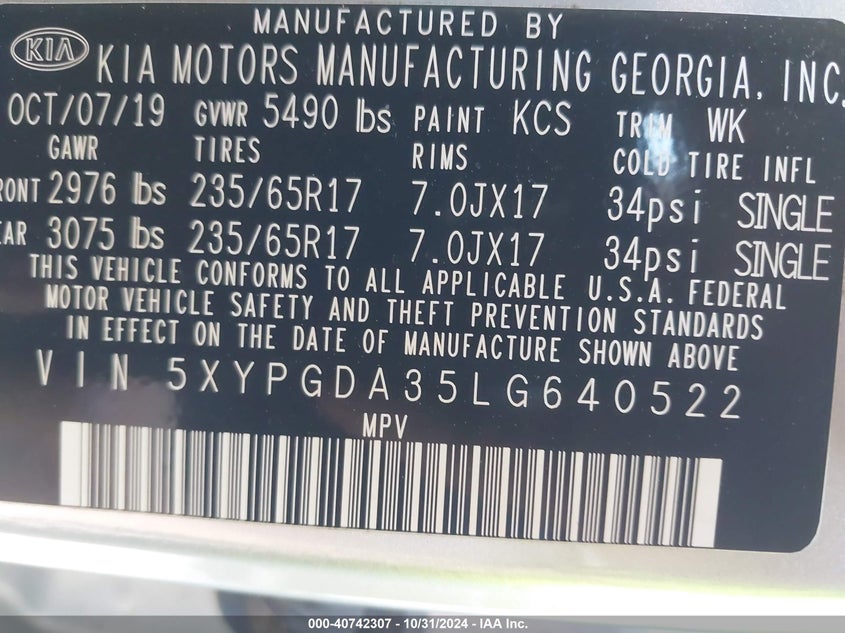 MANUFACTURED BY
KIA KIA MOTORS MANUFACTURING GEORGIA, INC.
OCT/07/19 GVWR 5490 lbs PAINT KCS TRIM WK
GAWR TIRES RIMS COLD TIRE INFL
RONT 2976 lbs 235/65R17 7.0JX17 34psi SINGLE
EAR 3075 lbs 235/65R17 7.0JX17 34psi SINGLE
THIS VEHICLE CONFORMS TO ALL APPLICABLE U.S.A. FEDERAL
MOTOR VEHICLE SAFETY AND THEFT PREVENTION STANDARDS
IN EFFECT ON THE DATE OF MANUFACTURE SHOWN ABOVE
VIN 5XYPGDA35LG640522
MPV
000-40742307 - 10/31/2024 - IAA Inc.